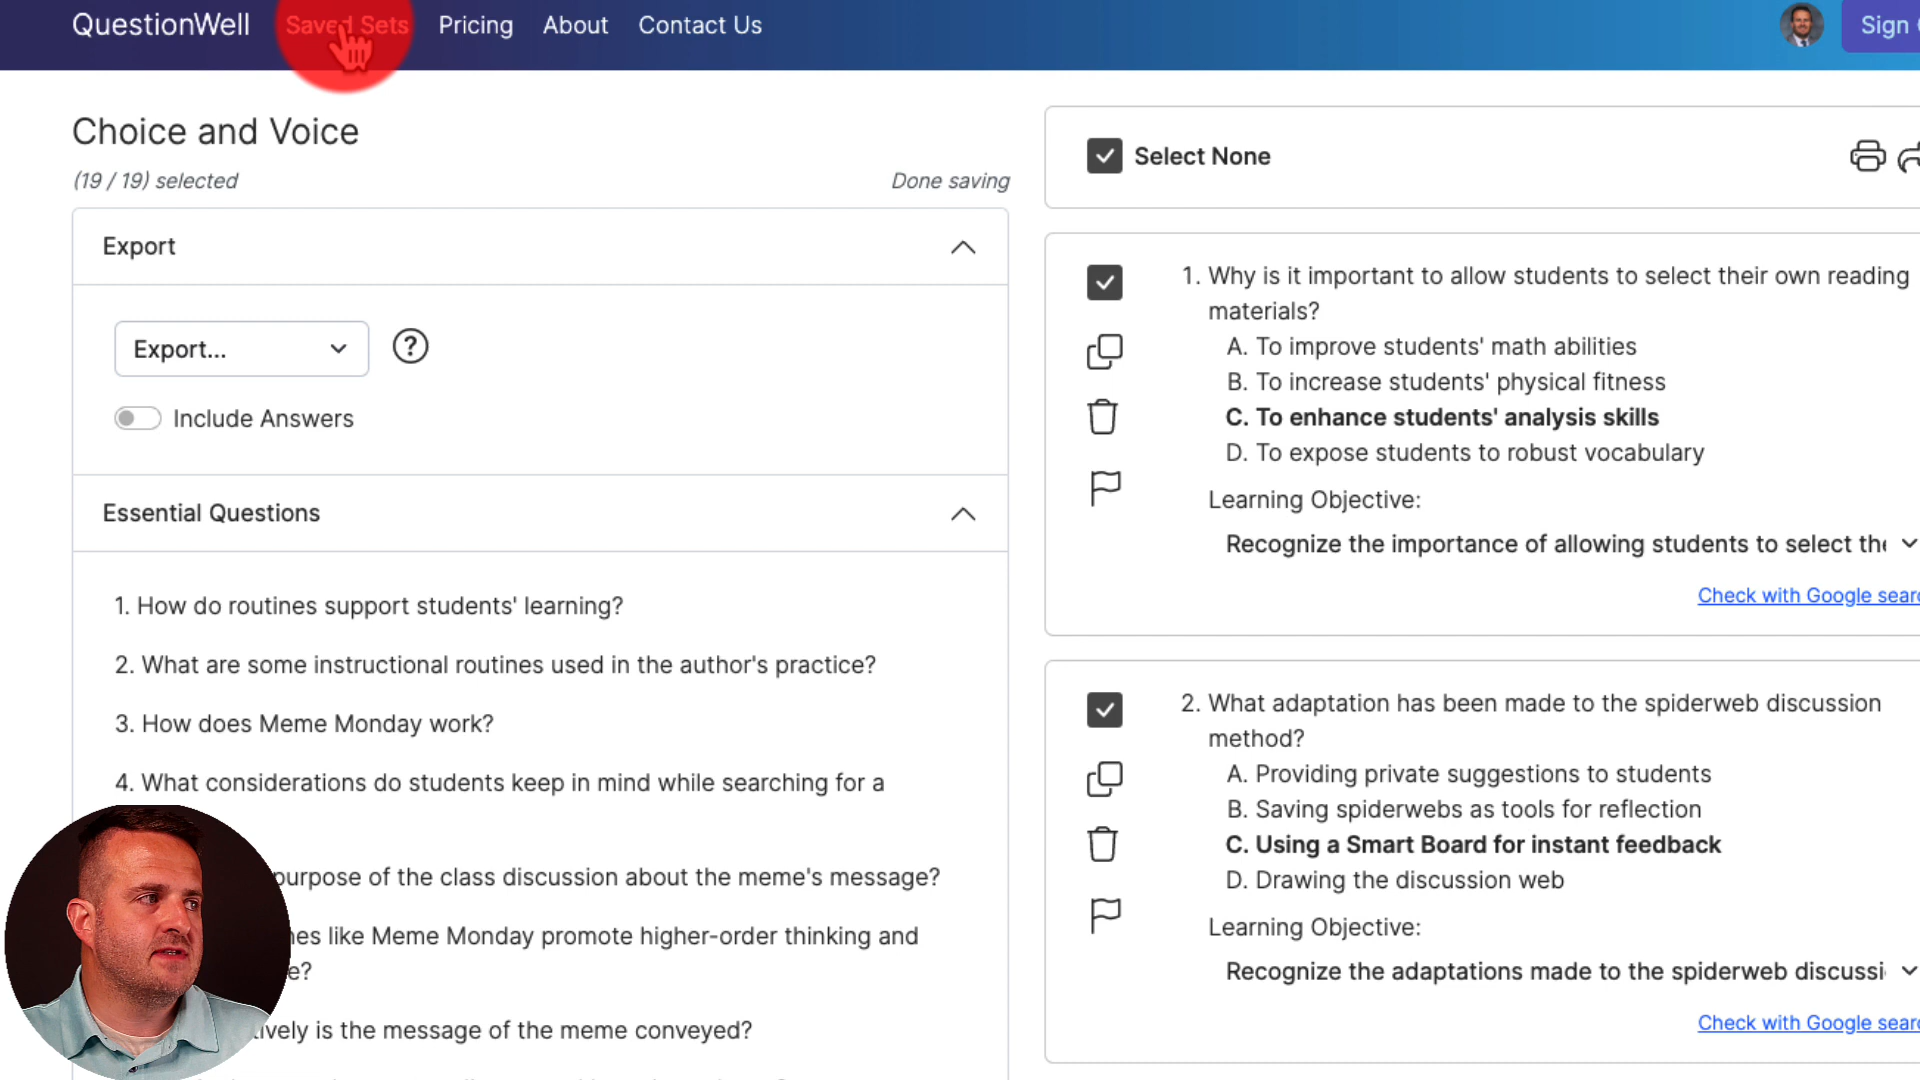 QuestionWell
Saved Sets
Pricing
About
Contact Us
Sign
Choice and Voice
(19 / 19) selected
Done saving
Export
Export...
?
Include Answers
Essential Questions
1. How do routines support students' learning?
2. What are some instructional routines used in the author's practice?
3. How does Meme Monday work?
4. What considerations do students keep in mind while searching for a
purpose of the class discussion about the meme's message?
like Meme Monday promote higher-order thinking and
is the message of the meme conveyed?
Select None
1. Why is it important to allow students to select their own reading
materials?
A. To improve students' math abilities
B. To increase students' physical fitness
C. To enhance students' analysis skills
D. To expose students to robust vocabulary
Learning Objective:
Recognize the importance of allowing students to select the
Check with Google sear
2. What adaptation has been made to the spiderweb discussion
method?
A. Providing private suggestions to students
B. Saving spiderwebs as tools for reflection
C. Using a Smart Board for instant feedback
D. Drawing the discussion web
Learning Objective:
Recognize the adaptations made to the spiderweb discussi
Check with Google sear